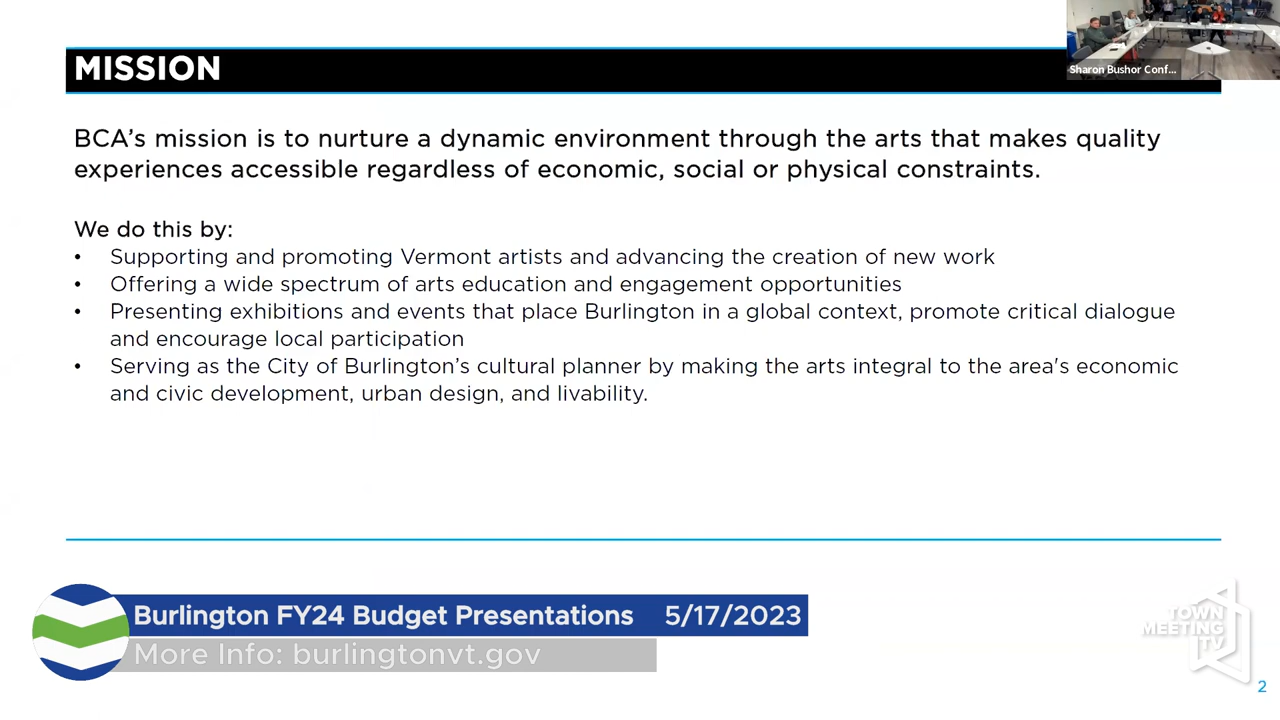 Sharon Bushor Conf...
MISSION
BCA’s mission is to nurture a dynamic environment through the arts that makes quality
experiences accessible regardless of economic, social or physical constraints.
We do this by:
• Supporting and promoting Vermont artists and advancing the creation of new work
• Offering a wide spectrum of arts education and engagement opportunities
• Presenting exhibitions and events that place Burlington in a global context, promote critical dialogue
and encourage local participation
• Serving as the City of Burlington’s cultural planner by making the arts integral to the area's economic
and civic development, urban design, and livability.
Burlington FY24 Budget Presentations 5/17/2023
More Info: burlingtonvt.gov
TOWN
MEETING
TV
2